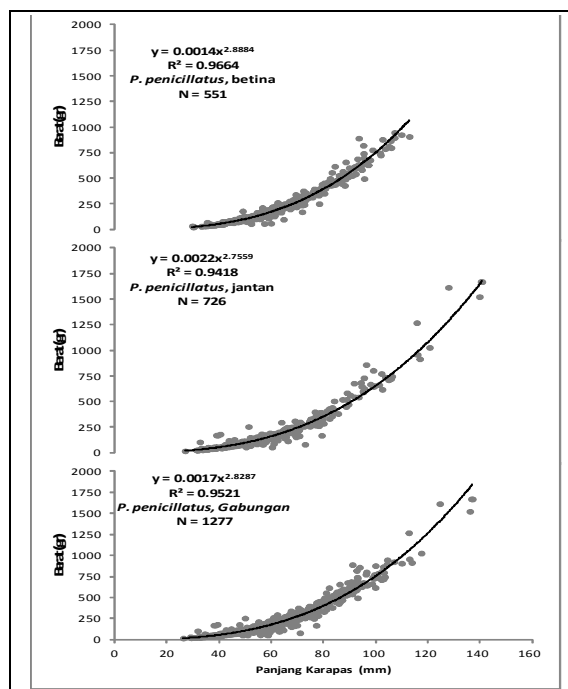 2000
1750
1500
1250
1000
750
500
250
0
Berat (gr)
y = 0.0014x^2.8884
R² = 0.9664
P. penicillatus, betina
N = 551
2000
1750
1500
1250
1000
750
500
250
0
Berat (gr)
y = 0.0022x^2.7559
R² = 0.9418
P. penicillatus, jantan
N = 726
2000
1750
1500
1250
1000
750
500
250
0
Berat (gr)
y = 0.0017x^2.8287
R² = 0.9521
P. penicillatus, Gabungan
N = 1277
0 20 40 60 80 100 120 140 160
Panjang Karapas (mm)